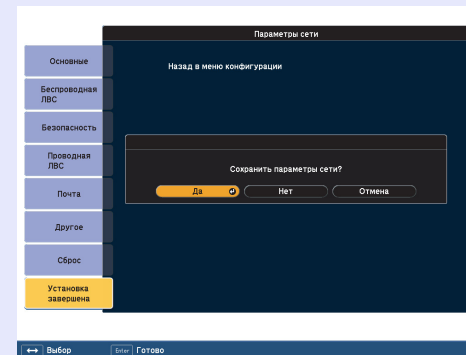 Параметры сети
Основные
Назад в меню конфигурации
Беспроводная
ЛВС
Безопасность
Проводная
ЛВС
Сохранить параметры сети?
Да
Нет
Отмена
Почта
Другое
Сброс
Установка
завершена
Выбор
Enter Готово